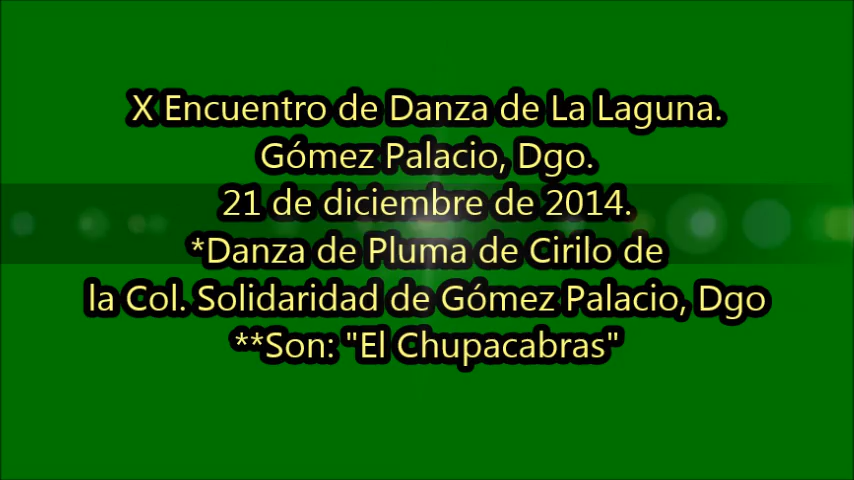 X Encuentro de Danza de La Laguna.
Gómez Palacio, Dgo.
21 de diciembre de 2014.
*Danza de Pluma de Cirilo de
la Col. Solidaridad de Gómez Palacio, Dgo
**Son: "El Chupacabras"